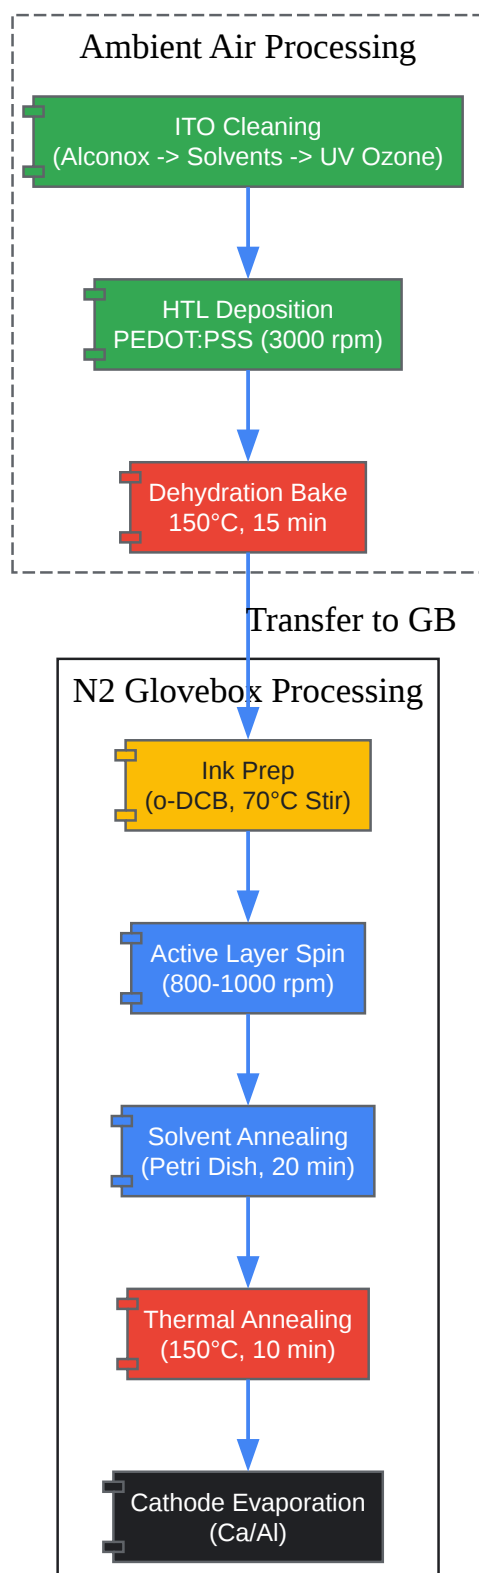 Ambient Air Processing
ITO Cleaning
(Alconox -> Solvents -> UV Ozone)
HTL Deposition
PEDOT:PSS (3000 rpm)
Dehydration Bake
150°C, 15 min
Transfer to GB
N2 Glovebox Processing
Ink Prep
(o-DCB, 70°C Stir)
Active Layer Spin
(800-1000 rpm)
Solvent Annealing
(Petri Dish, 20 min)
Thermal Annealing
(150°C, 10 min)
Cathode Evaporation
(Ca/Al)